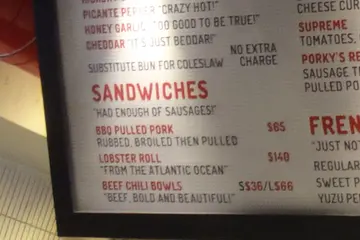 PICANTE PEPPER "CRAZY HOT!"
HONEY GARLIC "TOO GOOD TO BE TRUE!"
CHEDDAR "IT'S JUST BEDDAR!"
SUBSTITUTE BUN FOR COLESLAW NO EXTRA CHARGE
SANDWICHES
"HAD ENOUGH OF SAUSAGES!"
BBQ PULLED PORK $65
RUBBED, BROILED THEN PULLED
LOBSTER ROLL $140
"FROM THE ATLANTIC OCEAN"
BEEF CHILI BOWLS S$36/L$66
"BEEF, BOLD AND BEAUTIFUL!"
CHEESE CUR
SUPREME
TOMATOES,
PORKY'S RE
SAUSAGE T
PULLED PO
FREN
"JUST NO
REGULAR
SWEET P
YUZU PE